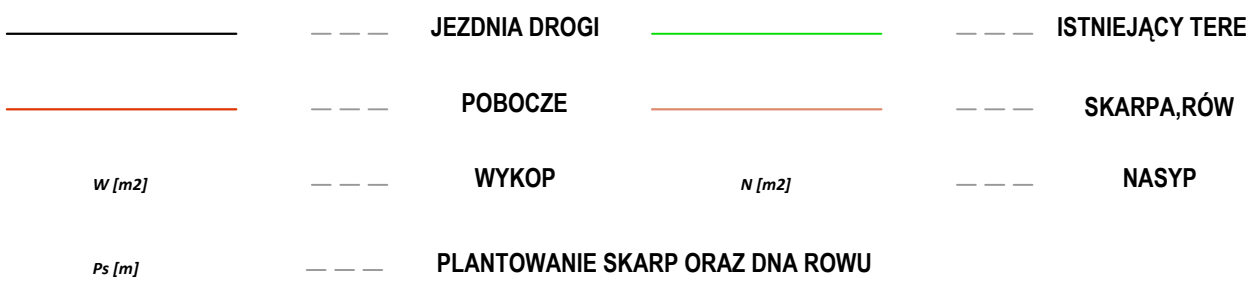 JEZDNIA DROGI ISTNIEJĄCY TERE
POBOCZE SKARPA,RÓW
W [m2] WYKOP N [m2] NASYP
Ps [m] PLANTOWANIE SKARP ORAZ DNA ROWU